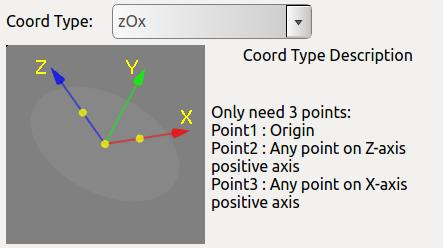 Coord Type: zOx
Coord Type Description
Z Y
X
Only need 3 points:
Point1 : Origin
Point2 : Any point on Z-axis
positive axis
Point3 : Any point on X-axis
positive axis